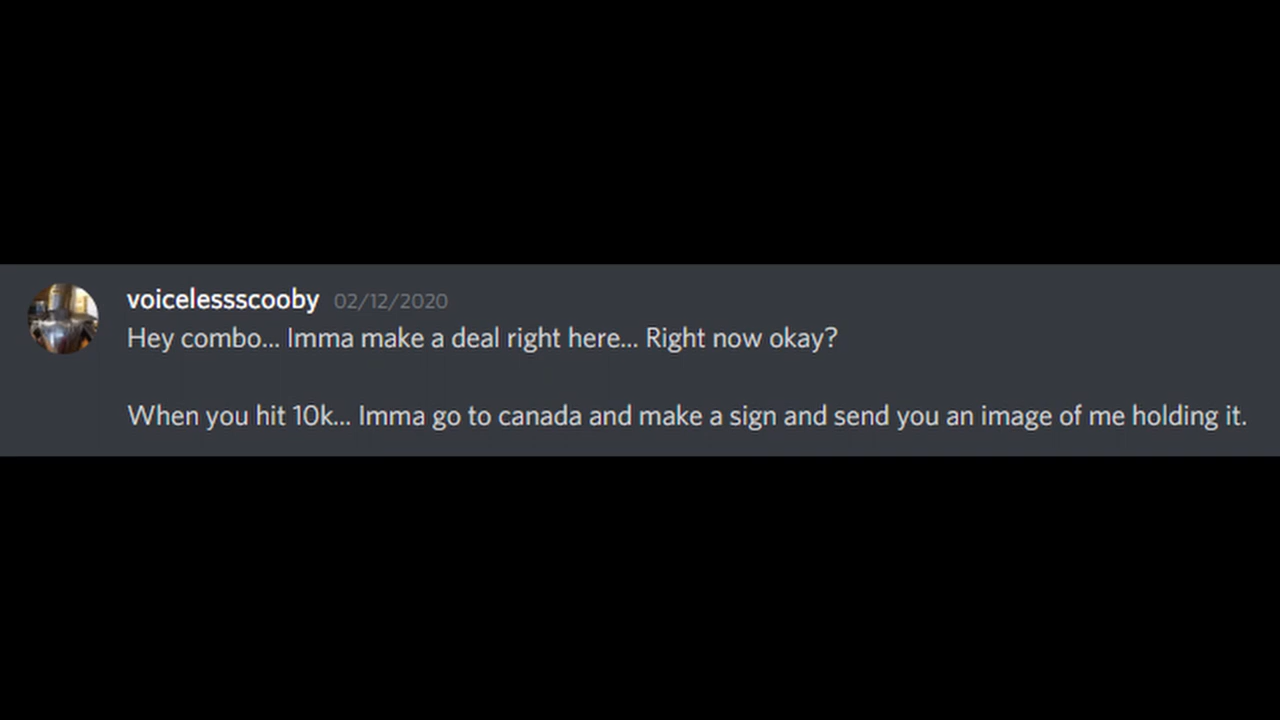 voicelessscooby 02/12/2020
Hey combo... Imma make a deal right here... Right now okay?
When you hit 10k... Imma go to canada and make a sign and send you an image of me holding it.